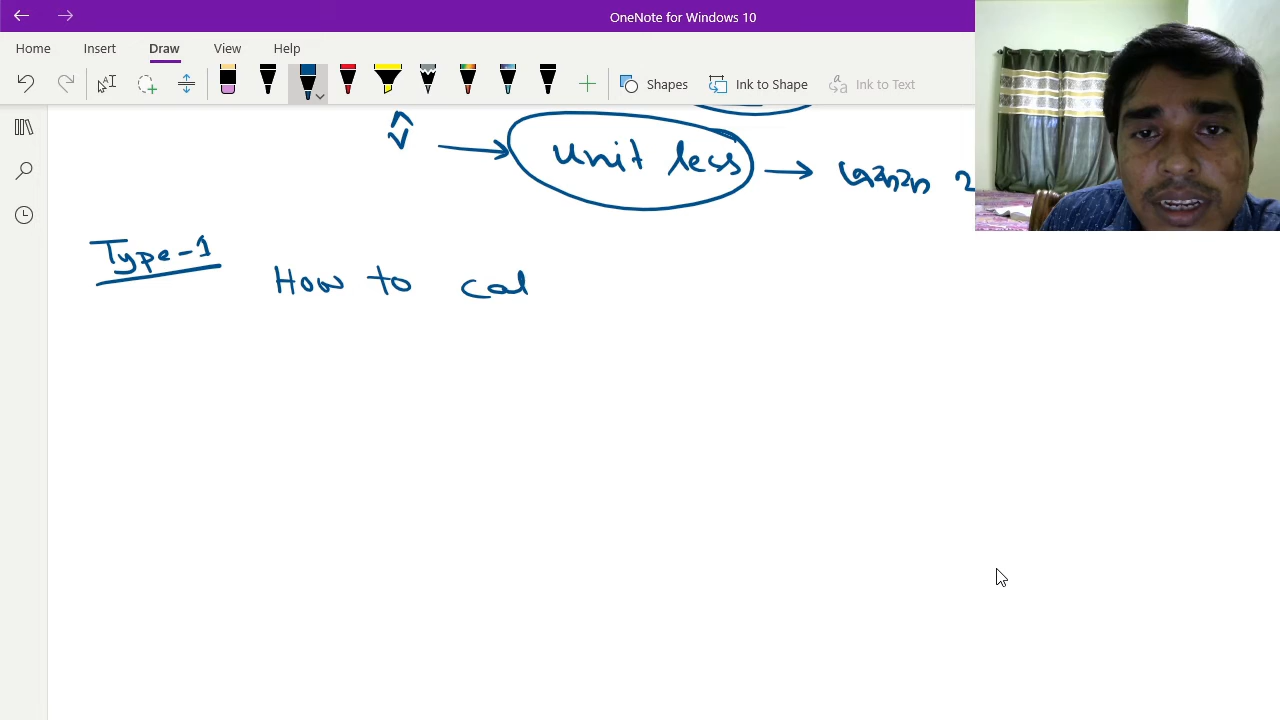 OneNote for Windows 10
Home Insert Draw View Help
Shapes Ink to Shape Ink to Text
v̂ → unit less →
Type-1 How to cal